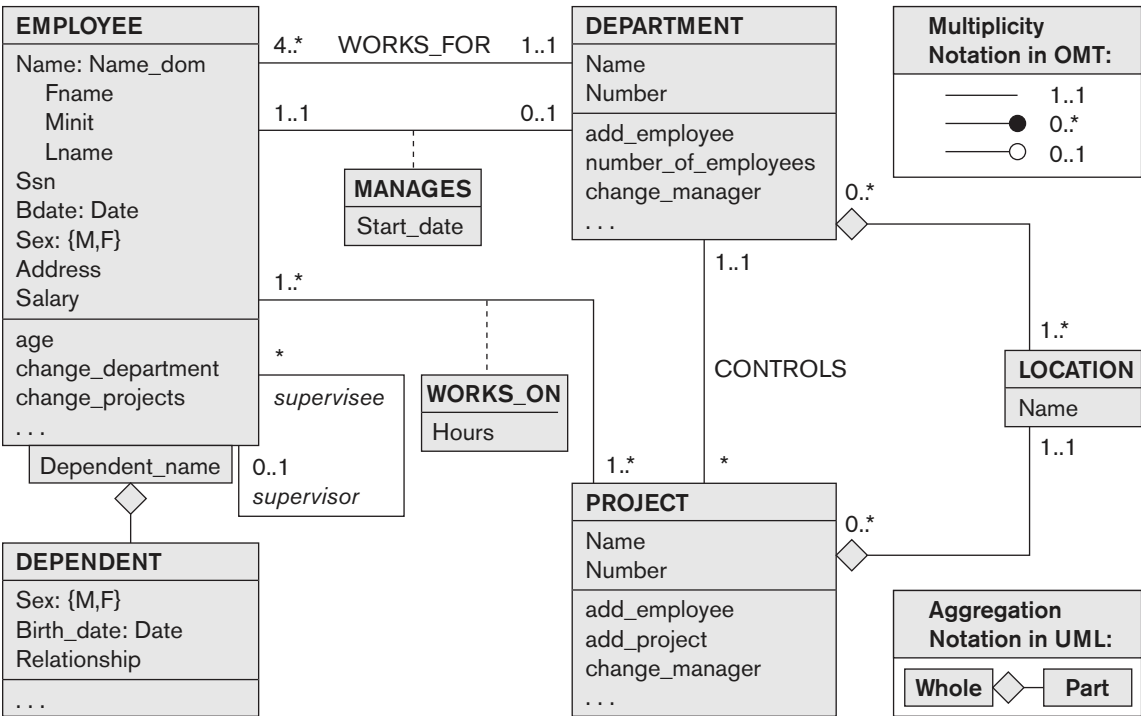 EMPLOYEE
Name: Name_dom
Fname
Minit
Lname
Ssn
Bdate: Date
Sex: {M,F}
Address
Salary
age
change_department
change_projects
. . .
Dependent_name
DEPENDENT
Sex: {M,F}
Birth_date: Date
Relationship
. . .
4..* WORKS_FOR 1..1
1..1 0..1
MANAGES
Start_date
1..*
*
supervisee
0..1
supervisor
WORKS_ON
Hours
1..*
DEPARTMENT
Name
Number
add_employee
number_of_employees
change_manager
. . .
0..*
1..1
CONTROLS
*
PROJECT
Name
Number
add_employee
add_project
change_manager
. . .
0..*
1..*
LOCATION
Name
1..1
Multiplicity
Notation in OMT:
1..1
0..*
0..1
Aggregation
Notation in UML:
Whole Part